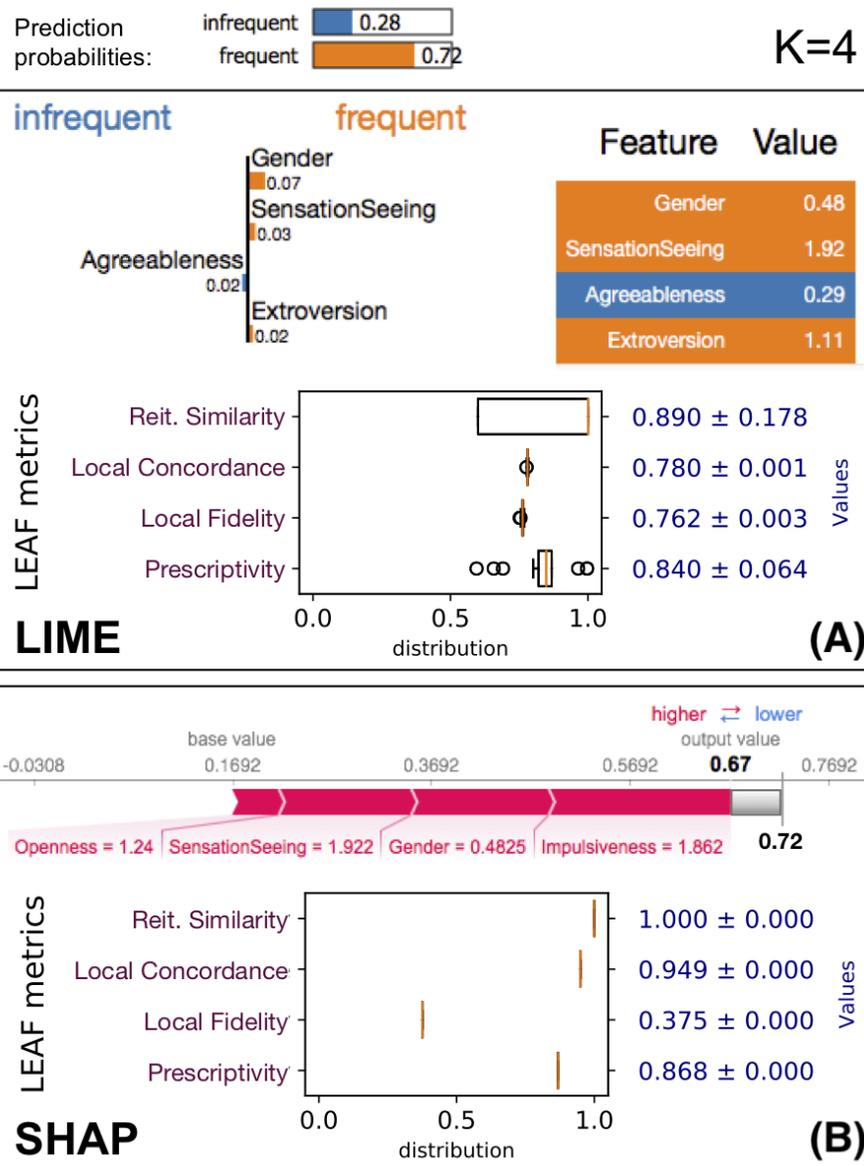 Prediction
probabilities:
infrequent 0.28
frequent 0.72
K=4
infrequent frequent
Gender
0.07
SensationSeeing
0.03
Agreeableness
0.02
Extroversion
0.02
Feature Value
Gender 0.48
SensationSeeing 1.92
Agreeableness 0.29
Extroversion 1.11
LEAF metrics
Reit. Similarity 0.890 ± 0.178
Local Concordance 0.780 ± 0.001
Local Fidelity 0.762 ± 0.003
Prescriptivity 0.840 ± 0.064
Values
0.0 0.5 1.0
distribution
LIME (A)
higher ⇄ lower
base value output value
-0.0308 0.1692 0.3692 0.5692 0.67 0.7692
0.72
Openness = 1.24 SensationSeeing = 1.922 Gender = 0.4825 Impulsiveness = 1.862
LEAF metrics
Reit. Similarity 1.000 ± 0.000
Local Concordance 0.949 ± 0.000
Local Fidelity 0.375 ± 0.000
Prescriptivity 0.868 ± 0.000
Values
0.0 0.5 1.0
distribution
SHAP (B)